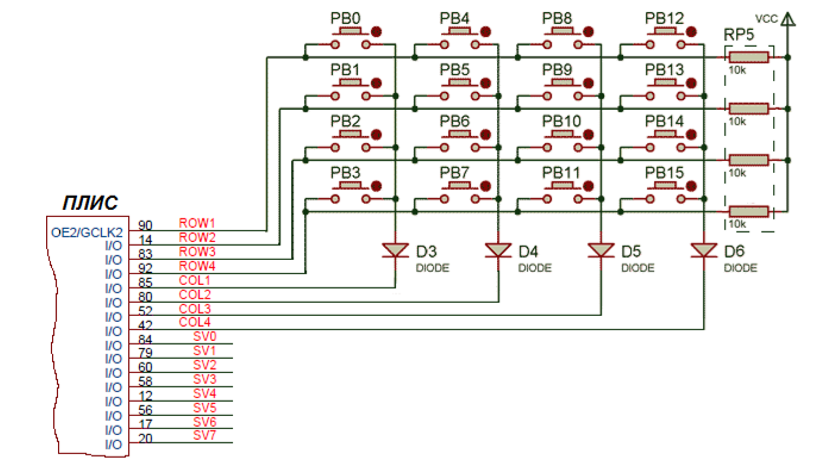 PB0 PB4 PB8 PB12 VCC
RP5
10k
PB1 PB5 PB9 PB13
10k
PB2 PB6 PB10 PB14
10k
PB3 PB7 PB11 PB15
10k
ПЛИС
OE2/GCLK2 90 ROW1
I/O 14 ROW2
I/O 83 ROW3
I/O 92 ROW4
I/O 85 COL1
I/O 80 COL2
I/O 52 COL3
I/O 42 COL4
I/O 84 SV0
I/O 79 SV1
I/O 60 SV2
I/O 58 SV3
I/O 12 SV4
I/O 56 SV5
I/O 17 SV6
I/O 20 SV7
D3 D4 D5 D6
DIODE DIODE DIODE DIODE